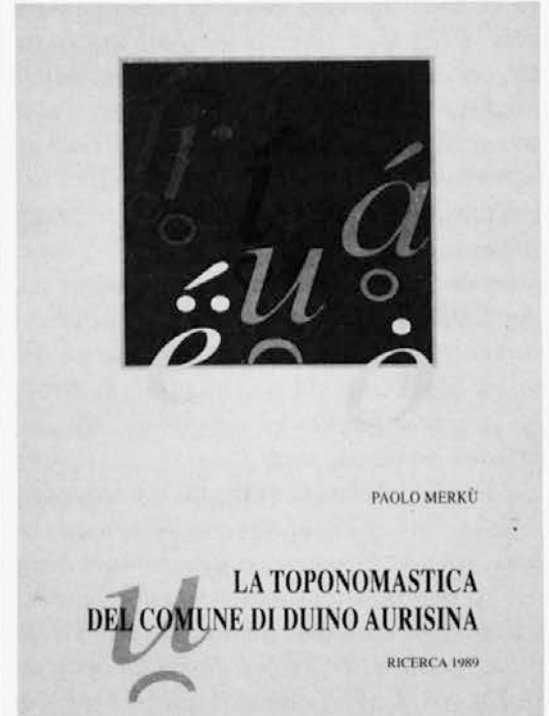 á
u
é
PAOLO MERKÙ
LA TOPONOMASTICA
DEL COMUNE DI DUINO AURISINA
RICERCA 1989
u